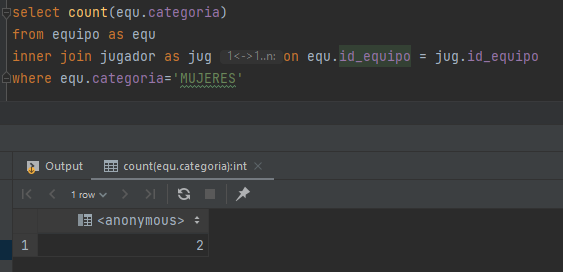 select count(equ.categoria)
from equipo as equ
inner join jugador as jug 1<->1..n: on equ.id_equipo = jug.id_equipo
where equ.categoria='MUJERES'
Output count(equ.categoria):int
1 row
<anonymous>
1 2